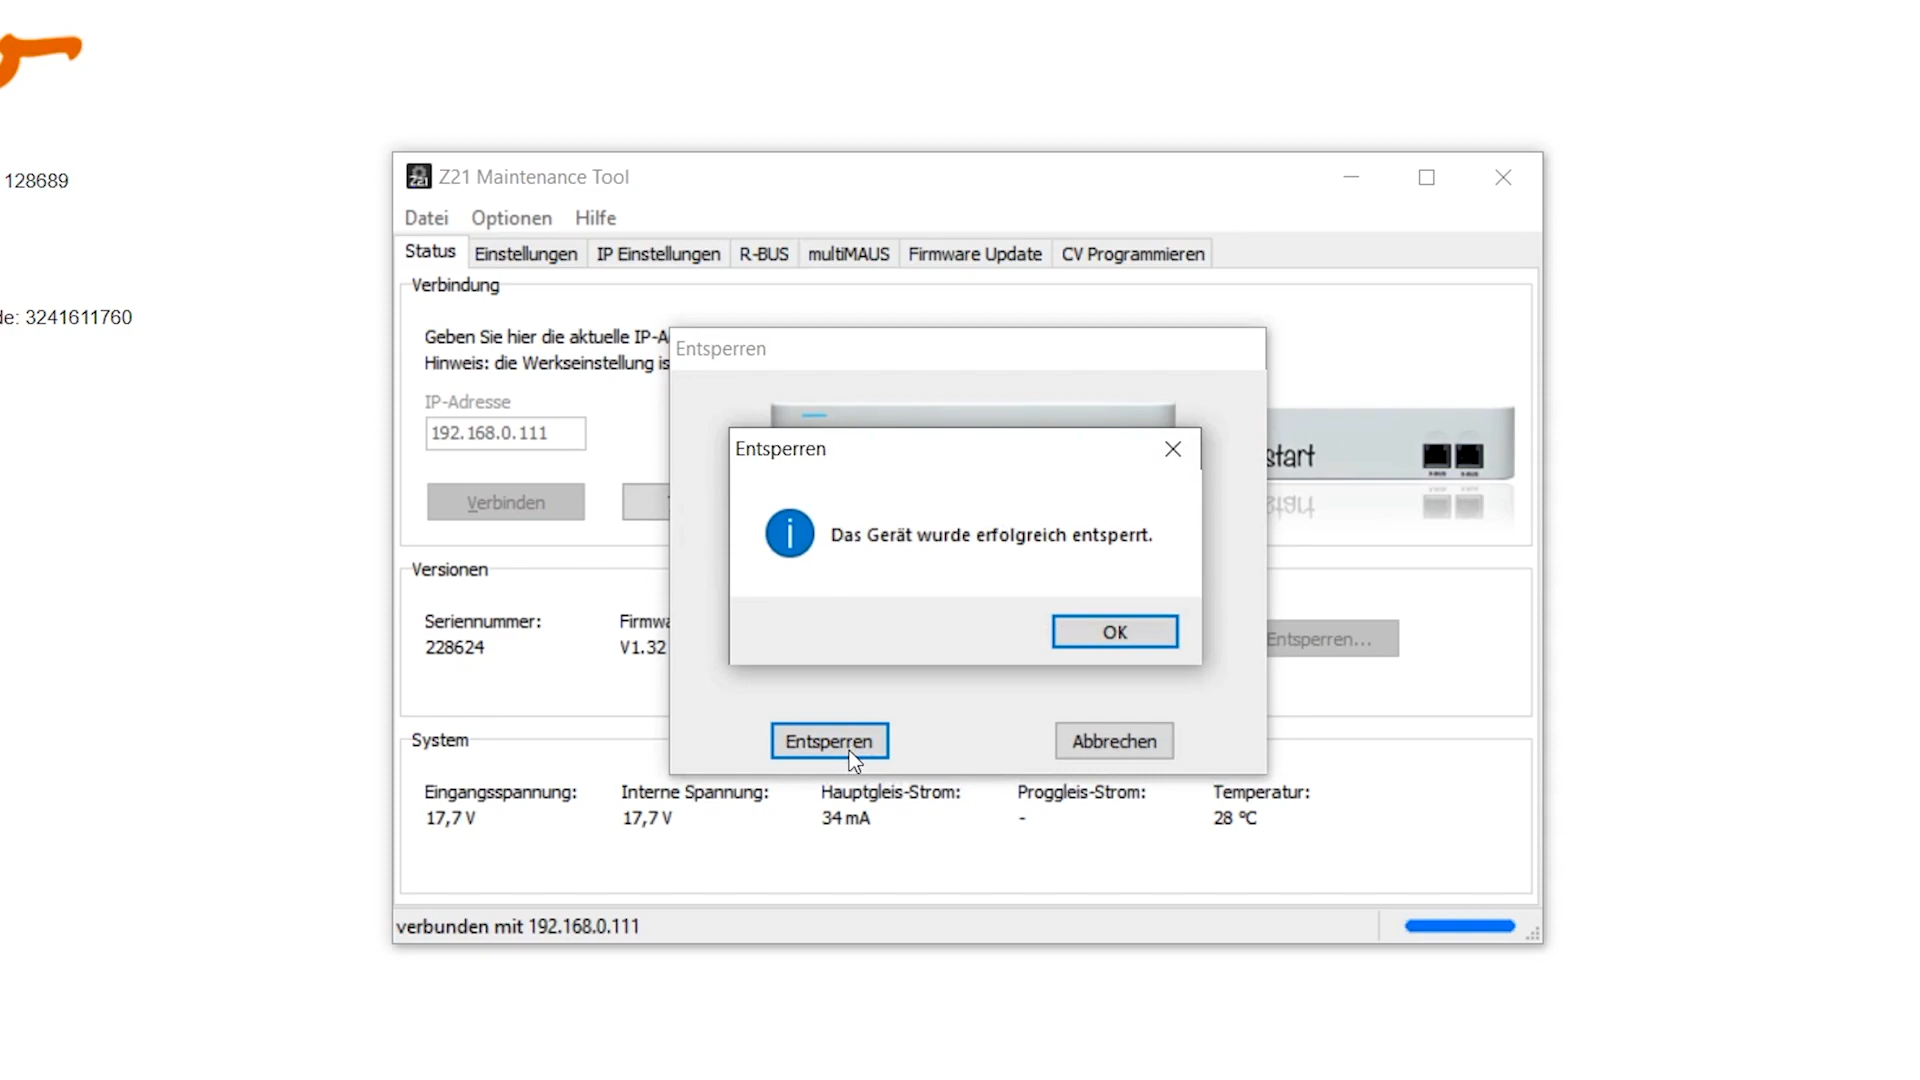 128689
de: 3241611760
Z21 Maintenance Tool
Datei Optionen Hilfe
Status Einstellungen IP Einstellungen R-BUS multiMAUS Firmware Update CV Programmieren
Verbindung
Geben Sie hier die aktuelle IP-A
Hinweis: die Werkseinstellung is
IP-Adresse
192.168.0.111
Verbinden
Entsperren
start
Entsperren
Das Gerät wurde erfolgreich entsperrt.
OK
Entsperren Abbrechen
Versionen
Seriennummer: Firmwa
228624 V1.32
Entsperren...
System
Eingangsspannung: Interne Spannung: Hauptgleis-Strom: Proggleis-Strom: Temperatur:
17,7 V 17,7 V 34 mA - 28 °C
verbunden mit 192.168.0.111